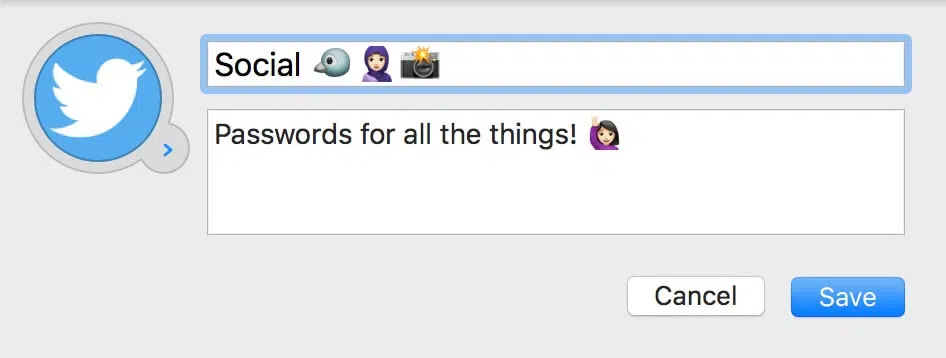 Social 🐦🧕🏻📸
Passwords for all the things! 🙋🏻‍♀️
Cancel
Save